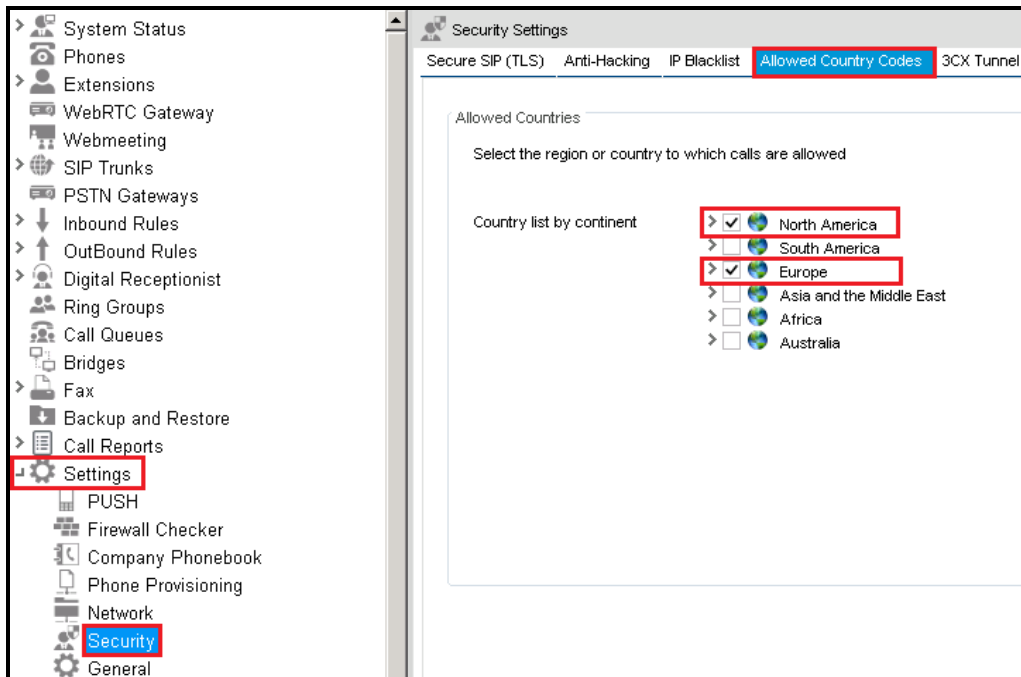 System Status
Phones
Extensions
WebRTC Gateway
Webmeeting
SIP Trunks
PSTN Gateways
Inbound Rules
OutBound Rules
Digital Receptionist
Ring Groups
Call Queues
Bridges
Fax
Backup and Restore
Call Reports
Settings
PUSH
Firewall Checker
Company Phonebook
Phone Provisioning
Network
Security
General
Security Settings
Secure SIP (TLS) Anti-Hacking IP Blacklist Allowed Country Codes 3CX Tunnel
Allowed Countries
Select the region or country to which calls are allowed
Country list by continent
North America
South America
Europe
Asia and the Middle East
Africa
Australia